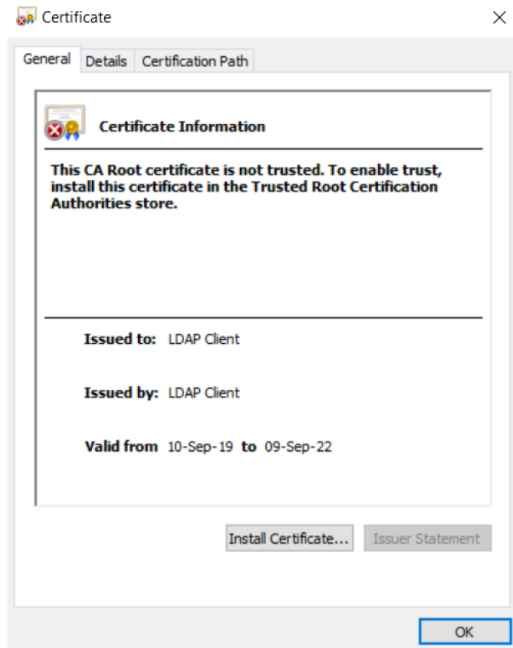 Certificate
General Details Certification Path
Certificate Information
This CA Root certificate is not trusted. To enable trust,
install this certificate in the Trusted Root Certification
Authorities store.
Issued to: LDAP Client
Issued by: LDAP Client
Valid from 10-Sep-19 to 09-Sep-22
Install Certificate... Issuer Statement
OK